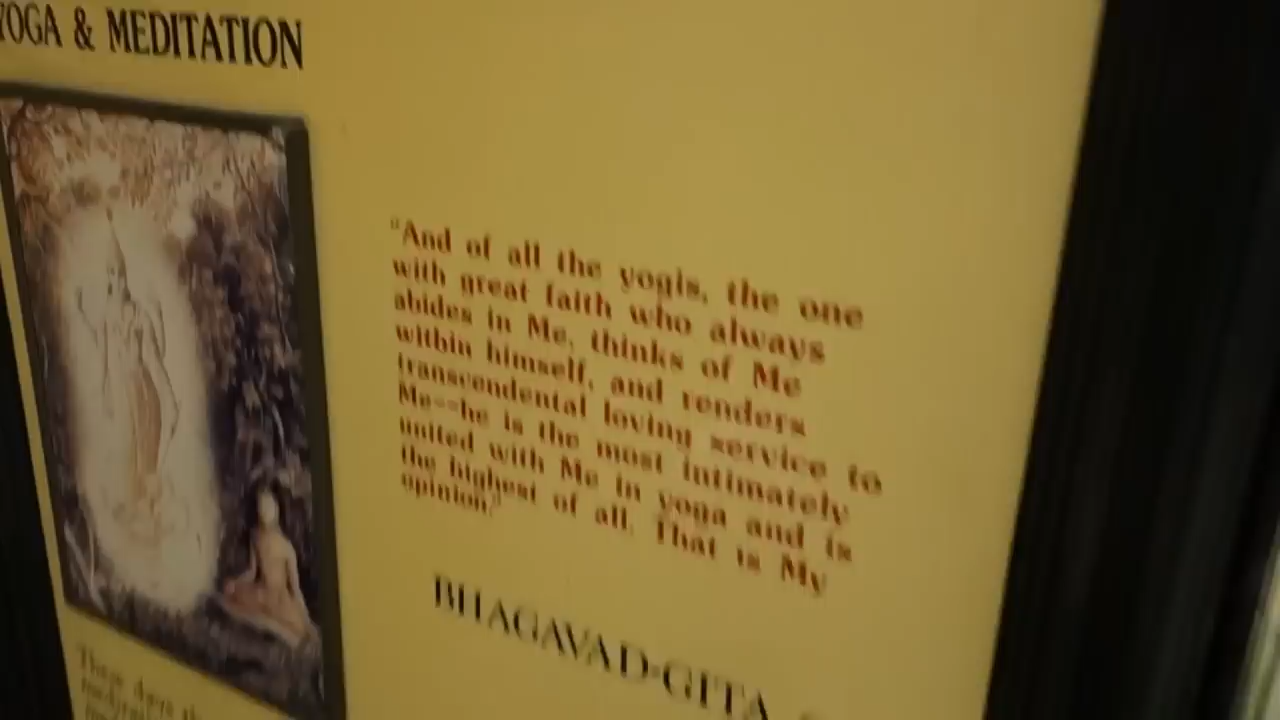 YOGA & MEDITATION
"And of all the yogis, the one
with great faith who always
abides in Me, thinks of Me
within himself, and renders
transcendental loving service to
Me--he is the most intimately
united with Me in yoga and is
the highest of all. That is My
opinion."
BHAGAVAD-GITA
These days